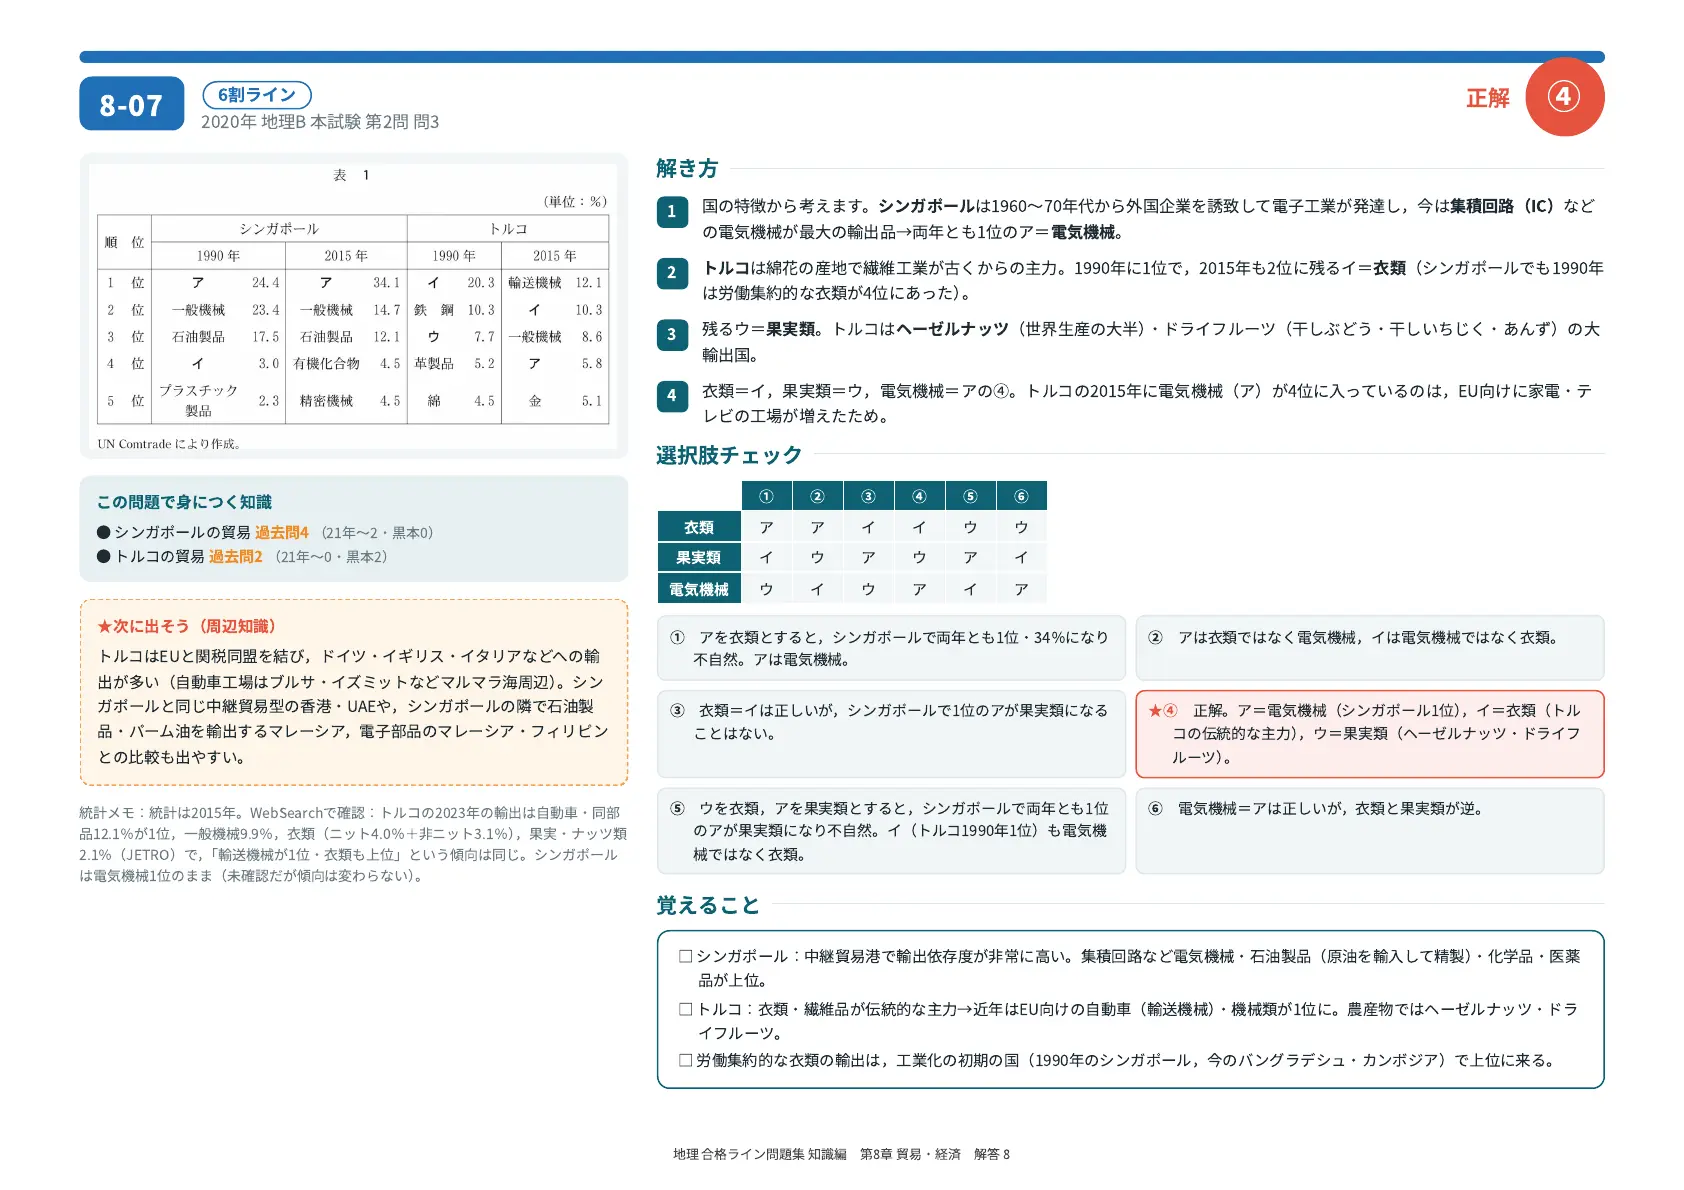 8-07
6割ライン
2020年 地理B 本試験 第2問 問3
正解 ④
表 1
(単位:%)
順 位 シンガポール トルコ
1990年 2015年 1990年 2015年
1 位 ア 24.4 ア 34.1 イ 20.3 輸送機械 12.1
2 位 一般機械 23.4 一般機械 14.7 鉄 鋼 10.3 イ 10.3
3 位 石油製品 17.5 石油製品 12.1 ウ 7.7 一般機械 8.6
4 位 イ 3.0 有機化合物 4.5 革製品 5.2 ア 5.8
5 位 プラスチック製品 2.3 精密機械 4.5 綿 4.5 金 5.1
UN Comtrade により作成。
この問題で身につく知識
● シンガポールの貿易 過去問4 (21年〜2・黒本0)
● トルコの貿易 過去問2 (21年〜0・黒本2)
★次に出そう(周辺知識)
トルコはEUと関税同盟を結び,ドイツ・イギリス・イタリアなどへの輸
出が多い(自動車工場はブルサ・イズミットなどマルマラ海周辺)。シン
ガポールと同じ中継貿易型の香港・UAEや,シンガポールの隣で石油製
品・パーム油を輸出するマレーシア,電子部品のマレーシア・フィリピン
との比較も出やすい。
統計メモ:統計は2015年。WebSearchで確認:トルコの2023年の輸出は自動車・同部
品12.1%が1位,一般機械9.9%,衣類(ニット4.0%+非ニット3.1%),果実・ナッツ類
2.1%(JETRO)で,「輸送機械が1位・衣類も上位」という傾向は同じ。シンガポール
は電気機械1位のまま(未確認だが傾向は変わらない)。
解き方
1 国の特徴から考えます。シンガポールは1960〜70年代から外国企業を誘致して電子工業が発達し,今は集積回路(IC)など
の電気機械が最大の輸出品→両年とも1位のア=電気機械。
2 トルコは綿花の産地で繊維工業が古くからの主力。1990年に1位で,2015年も2位に残るイ=衣類(シンガポールでも1990年
は労働集約的な衣類が4位にあった)。
3 残るウ=果実類。トルコはヘーゼルナッツ(世界生産の大半)・ドライフルーツ(干しぶどう・干しいちじく・あんず)の大
輸出国。
4 衣類=イ,果実類=ウ,電気機械=アの④。トルコの2015年に電気機械(ア)が4位に入っているのは,EU向けに家電・テ
レビの工場が増えたため。
選択肢チェック
① ② ③ ④ ⑤ ⑥
衣類 ア ア イ イ ウ ウ
果実類 イ ウ ア ウ ア イ
電気機械 ウ イ ウ ア イ ア
① アを衣類とすると,シンガポールで両年とも1位・34%になり
不自然。アは電気機械。
② アは衣類ではなく電気機械,イは電気機械ではなく衣類。
③ 衣類=イは正しいが,シンガポールで1位のアが果実類になる
ことはない。
★④ 正解。ア=電気機械(シンガポール1位),イ=衣類(トル
コの伝統的な主力),ウ=果実類(ヘーゼルナッツ・ドライフ
ルーツ)。
⑤ ウを衣類,アを果実類とすると,シンガポールで両年とも1位
のアが果実類になり不自然。イ(トルコ1990年1位)も電気機
械ではなく衣類。
⑥ 電気機械=アは正しいが,衣類と果実類が逆。
覚えること
□ シンガポール:中継貿易港で輸出依存度が非常に高い。集積回路など電気機械・石油製品(原油を輸入して精製)・化学品・医薬
品が上位。
□ トルコ:衣類・繊維品が伝統的な主力→近年はEU向けの自動車(輸送機械)・機械類が1位に。農産物ではヘーゼルナッツ・ドラ
イフルーツ。
□ 労働集約的な衣類の輸出は,工業化の初期の国(1990年のシンガポール,今のバングラデシュ・カンボジア)で上位に来る。
地理 合格ライン問題集 知識編 第8章 貿易・経済 解答 8